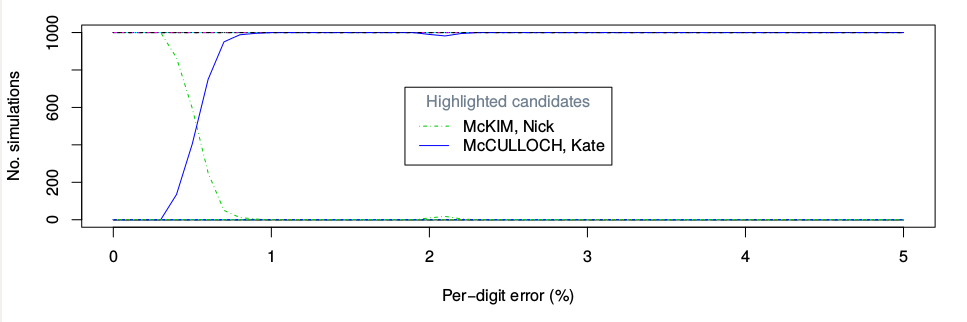 No. simulations
1000
600
200
0
Highlighted candidates
McKIM, Nick
McCULLOCH, Kate
0 1 2 3 4 5
Per−digit error (%)